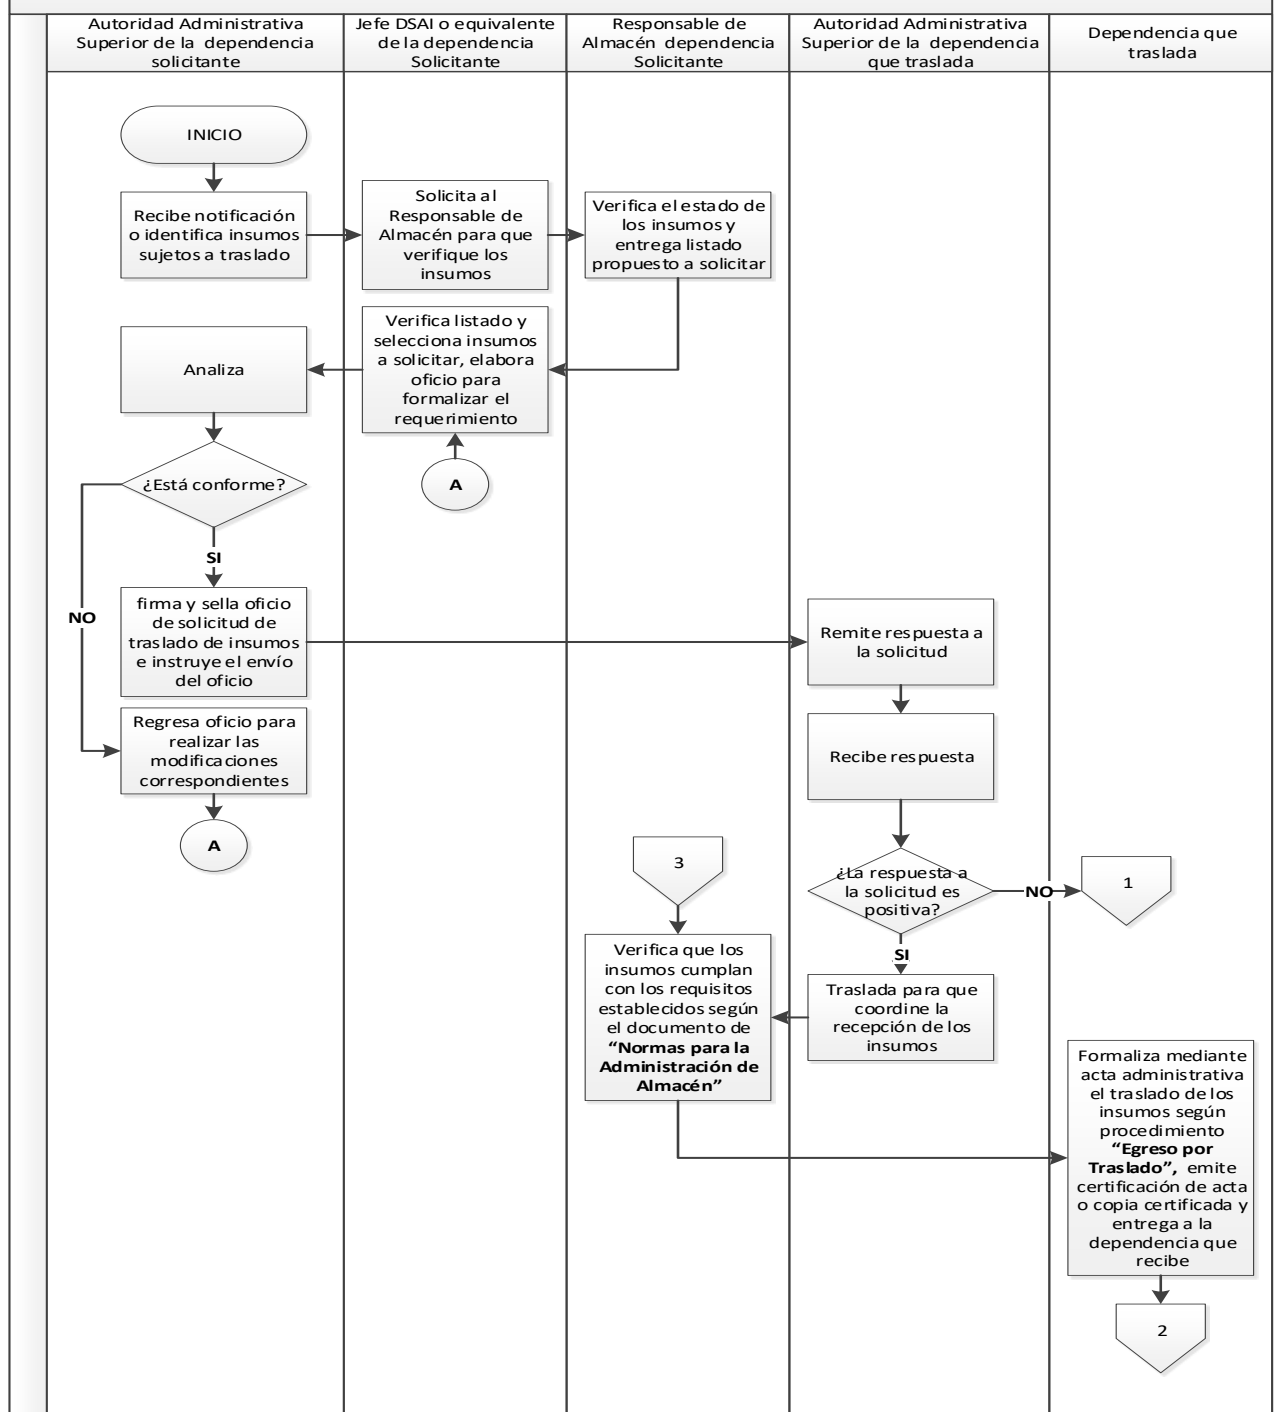 Autoridad Administrativa
Superior de la dependencia
solicitante
Jefe DSAI o equivalente
de la dependencia
Solicitante
Responsable de
Almacén dependencia
Solicitante
Autoridad Administrativa
Superior de la dependencia
que traslada
Dependencia que
traslada
INICIO
Recibe notificación
o identifica insumos
sujetos a traslado
Solicita al
Responsable de
Almacén para que
verifique los
insumos
Verifica el estado de
los insumos y
entrega listado
propuesto a solicitar
Verifica listado y
selecciona insumos
a solicitar, elabora
oficio para
formalizar el
requerimiento
Analiza
A
¿Está conforme?
SI
NO
firma y sella oficio
de solicitud de
traslado de insumos
e instruye el envío
del oficio
Remite respuesta a
la solicitud
Regresa oficio para
realizar las
modificaciones
correspondientes
Recibe respuesta
A
3
¿La respuesta a
la solicitud es
positiva?
NO
1
SI
Verifica que los
insumos cumplan
con los requisitos
establecidos según
el documento de
“Normas para la
Administración de
Almacén”
Traslada para que
coordine la
recepción de los
insumos
Formaliza mediante
acta administrativa
el traslado de los
insumos según
procedimiento
“Egreso por
Traslado”, emite
certificación de acta
o copia certificada y
entrega a la
dependencia que
recibe
2